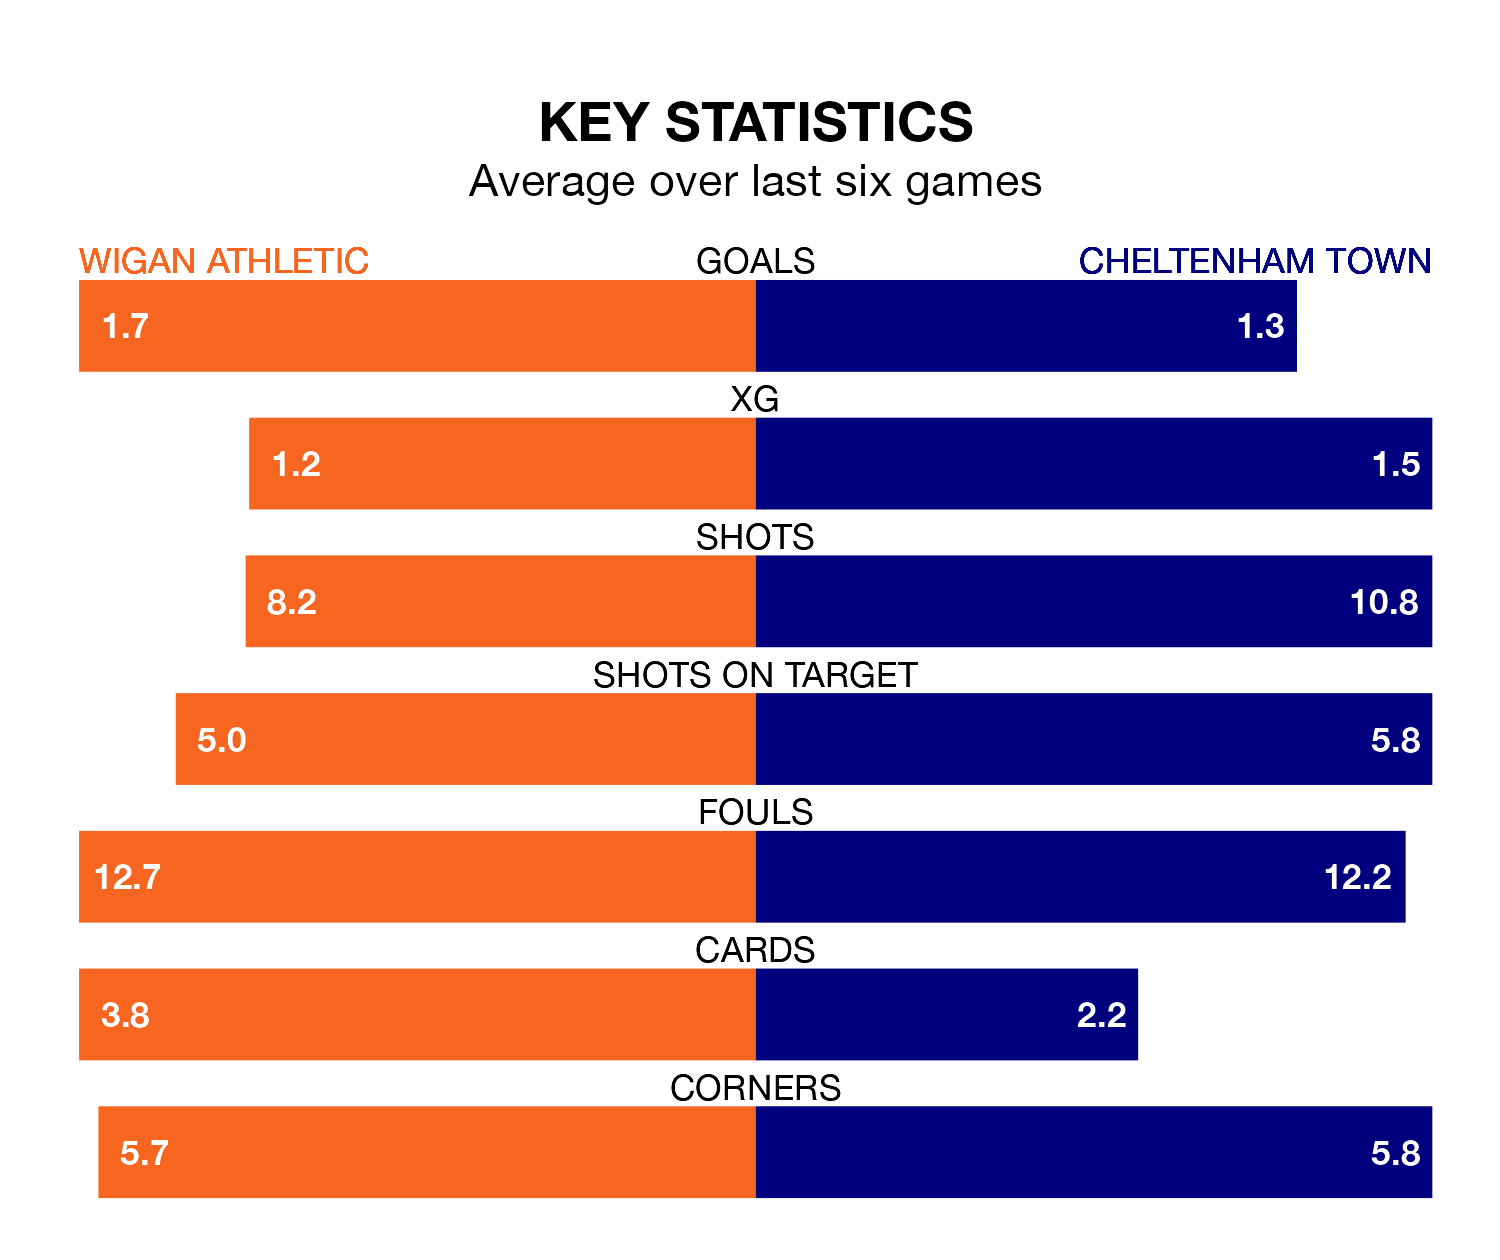 KEY STATISTICS
Average over last six games
WIGAN ATHLETIC GOALS CHELTENHAM TOWN
1.7 1.3
XG
1.2 1.5
SHOTS
8.2 10.8
SHOTS ON TARGET
5.0 5.8
FOULS
12.7 12.2
CARDS
3.8 2.2
CORNERS
5.7 5.8